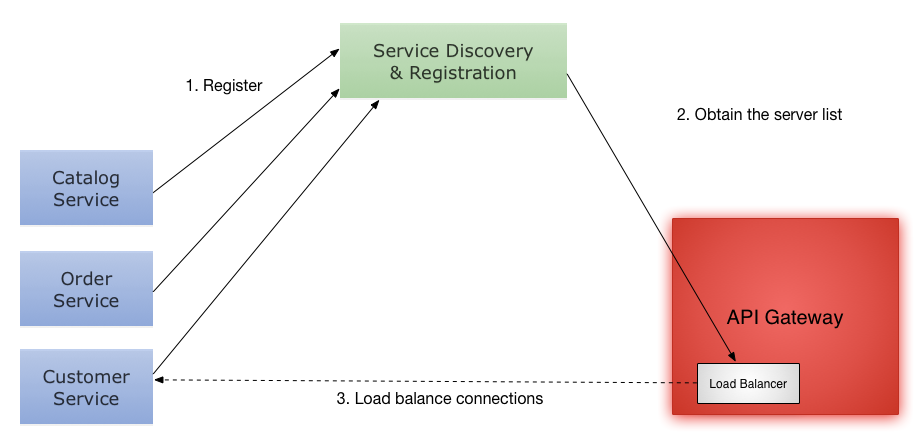 Service Discovery
& Registration
1. Register
2. Obtain the server list
Catalog
Service
Order
Service
API Gateway
Customer
Service
Load Balancer
3. Load balance connections